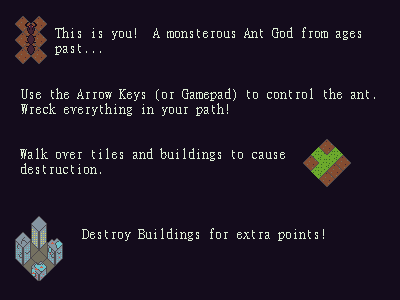 This is you!  A monsterous Ant God from ages
past...
Use the Arrow Keys (or Gamepad) to control the ant.
Wreck everything in your path!
Walk over tiles and buildings to cause
destruction.
Destroy Buildings for extra points!